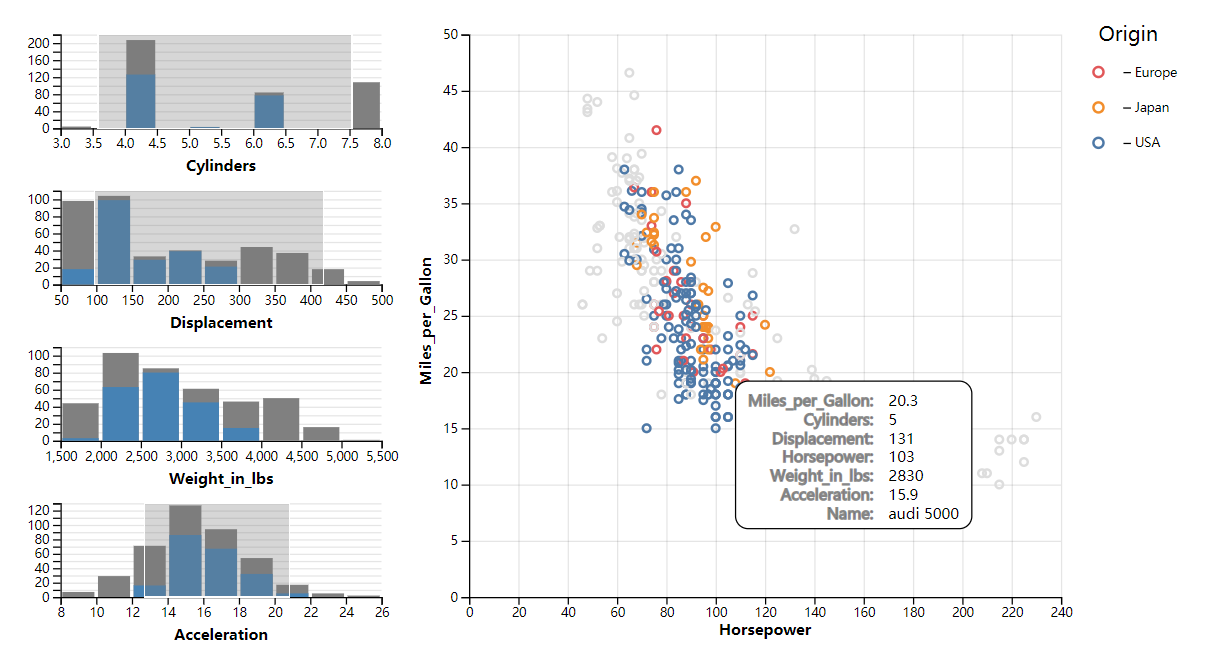 200
160
120
80
40
0
3.0 3.5 4.0 4.5 5.0 5.5 6.0 6.5 7.0 7.5 8.0
Cylinders
100
80
60
40
20
0
50 100 150 200 250 300 350 400 450 500
Displacement
100
80
60
40
20
0
1,500 2,000 2,500 3,000 3,500 4,000 4,500 5,000 5,500
Weight_in_lbs
120
100
80
60
40
20
0
8 10 12 14 16 18 20 22 24 26
Acceleration
50
45
40
35
30
25
20
15
10
5
0
Miles_per_Gallon
0 20 40 60 80 100 120 140 160 180 200 220 240
Horsepower
Miles_per_Gallon: 20.3
Cylinders: 5
Displacement: 131
Horsepower: 103
Weight_in_lbs: 2830
Acceleration: 15.9
Name: audi 5000
Origin
– Europe
– Japan
– USA